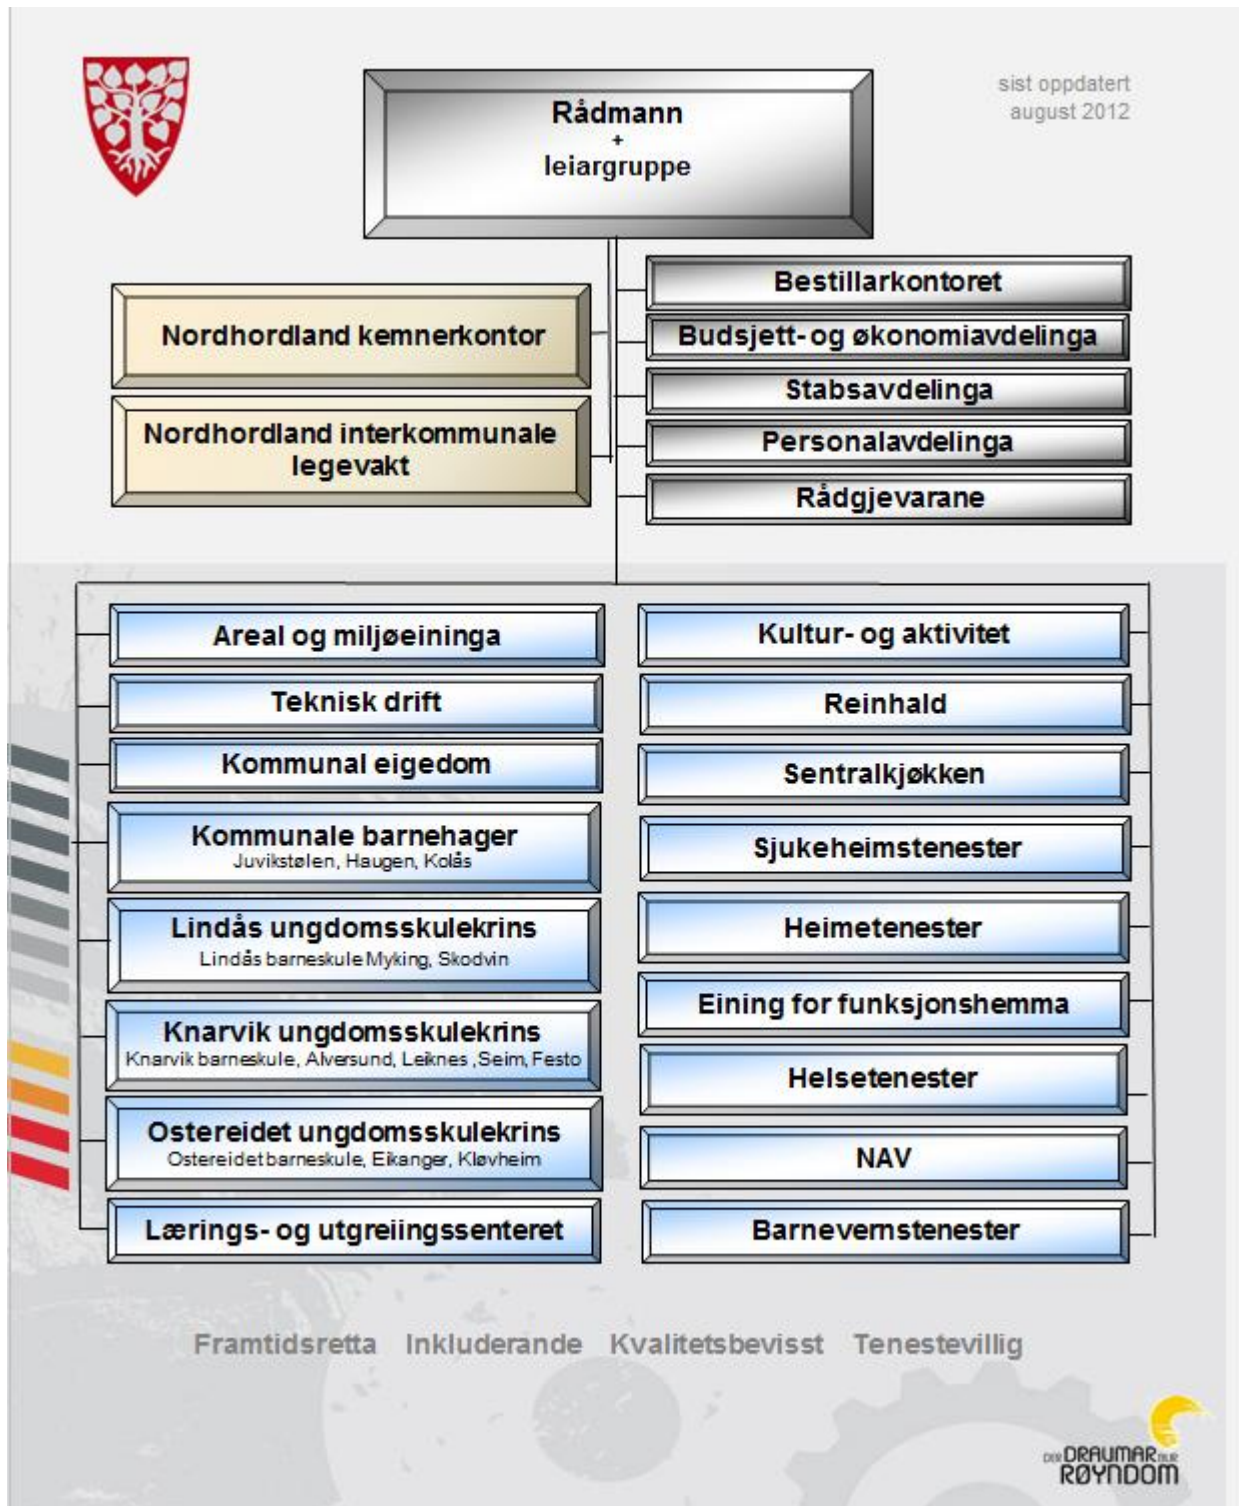 sist oppdatert
august 2012
Rådmann
+
leiargruppe
Nordhordland kemnerkontor
Nordhordland interkommunale
legevakt
Bestillarkontoret
Budsjett- og økonomiavdelinga
Stabsavdelinga
Personalavdelinga
Rådgjevarane
Areal og miljøeininga
Teknisk drift
Kommunal eigedom
Kommunale barnehager
Juvikstølen, Haugen, Kolås
Lindås ungdomsskulekrins
Lindås barneskule Myking, Skodvin
Knarvik ungdomsskulekrins
Knarvik barneskule, Alversund, Leiknes ,Seim, Festo
Ostereidet ungdomsskulekrins
Ostereidet barneskule, Eikanger, Kløvheim
Lærings- og utgreiingssenteret
Kultur- og aktivitet
Reinhald
Sentralkjøkken
Sjukeheimstenester
Heimetenester
Eining for funksjonshemma
Helsetenester
NAV
Barnevernstenester
Framtidsretta Inkluderande Kvalitetsbevisst Tenestevillig
DER DRAUMAR BLIR
RØYNDOM